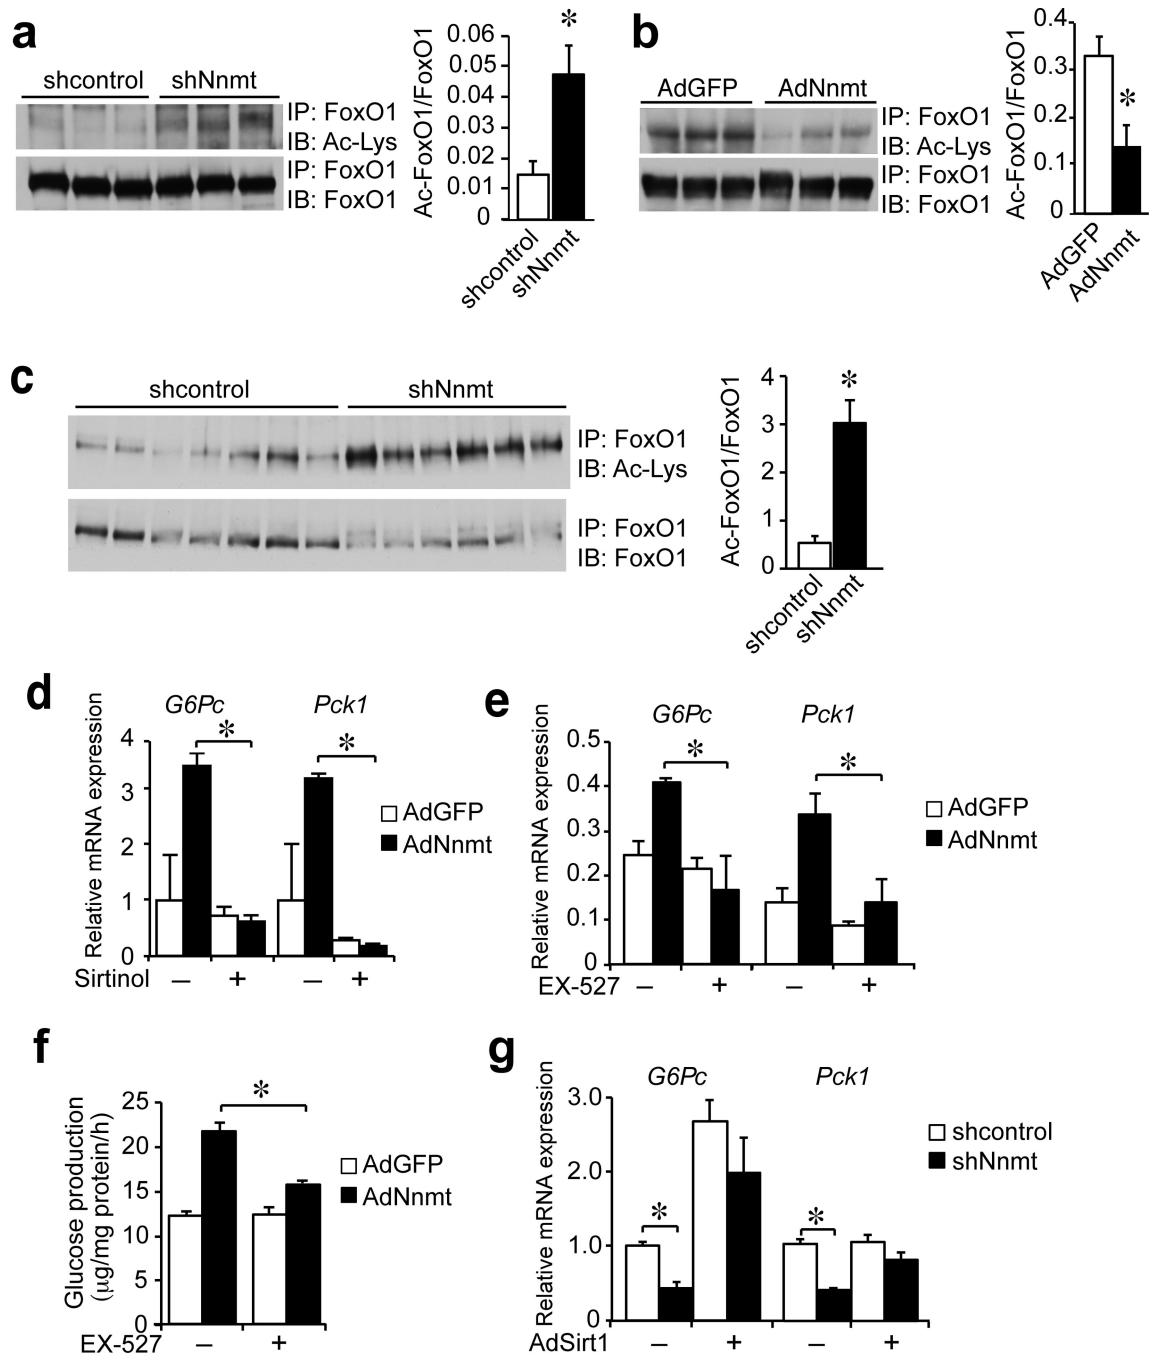 a
shcontrol shNnmt
IP: FoxO1
IB: Ac-Lys
IP: FoxO1
IB: FoxO1
Ac-FoxO1/FoxO1
0.06
0.05
0.04
0.03
0.02
0.01
0
*
shcontrol
shNnmt
b
AdGFP AdNnmt
IP: FoxO1
IB: Ac-Lys
IP: FoxO1
IB: FoxO1
Ac-FoxO1/FoxO1
0.4
0.3
0.2
0.1
0
*
AdGFP
AdNnmt
c
shcontrol shNnmt
IP: FoxO1
IB: Ac-Lys
IP: FoxO1
IB: FoxO1
Ac-FoxO1/FoxO1
4
3
2
1
0
*
shcontrol
shNnmt
d
G6Pc Pck1
* *
Relative mRNA expression
4
3
2
1
0
AdGFP
AdNnmt
Sirtinol – + – +
e
G6Pc Pck1
* *
Relative mRNA expression
0.5
0.4
0.3
0.2
0.1
0
AdGFP
AdNnmt
EX-527 – + – +
f
*
Glucose production
(μg/mg protein/h)
25
20
15
10
5
0
AdGFP
AdNnmt
EX-527 – +
g
G6Pc Pck1
* *
Relative mRNA expression
3.0
2.0
1.0
0
shcontrol
shNnmt
AdSirt1 – + – +